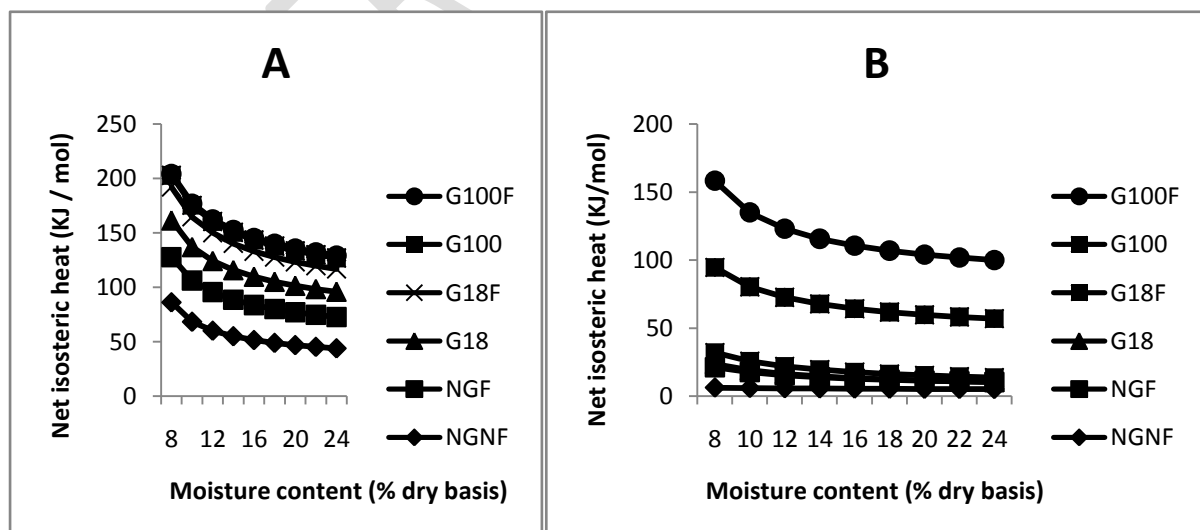 A
Net isosteric heat (KJ / mol)
250
200
150
100
50
0
8 12 16 20 24
Moisture content (% dry basis)
G100F
G100
G18F
G18
NGF
NGNF
B
Net isosteric heat (KJ/mol)
200
150
100
50
0
8 10 12 14 16 18 20 22 24
Moisture content (% dry basis)
G100F
G100
G18F
G18
NGF
NGNF